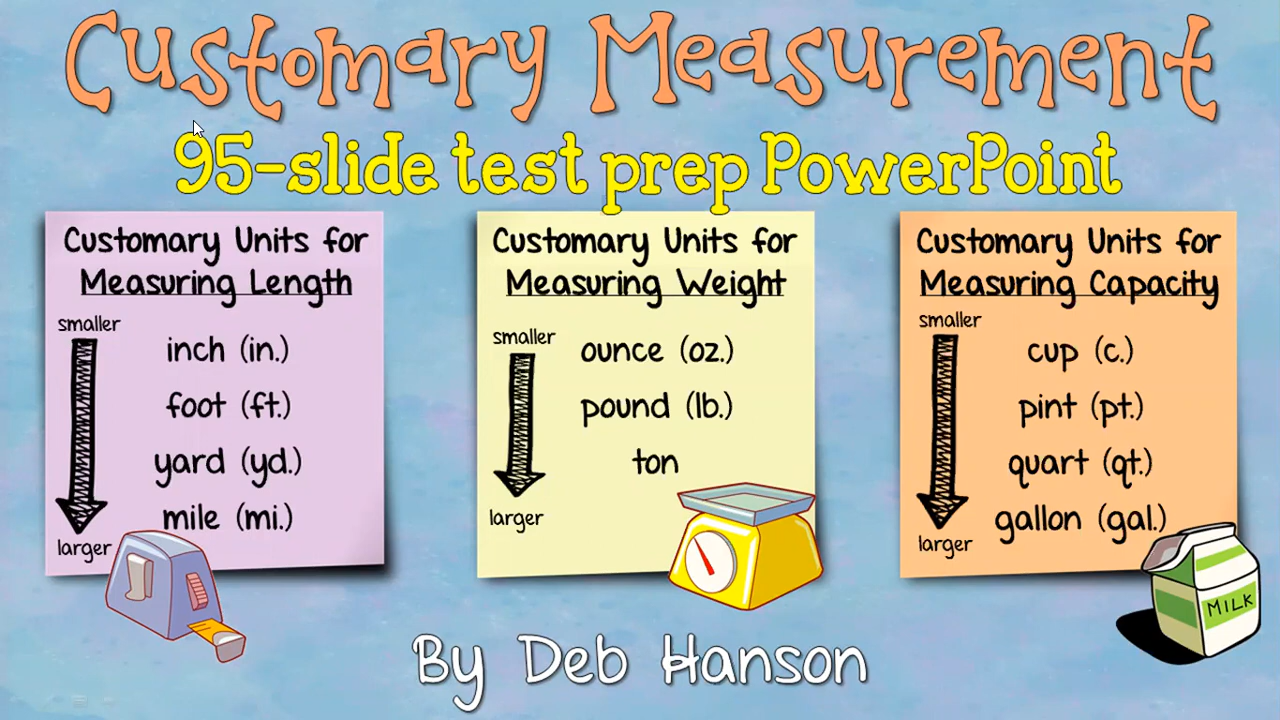 Customary Measurement
95-slide test prep PowerPoint
Customary Units for
Measuring Length
smaller
inch (in.)
foot (ft.)
yard (yd.)
mile (mi.)
larger
Customary Units for
Measuring Weight
smaller
ounce (oz.)
pound (lb.)
ton
larger
Customary Units for
Measuring Capacity
smaller
cup (c.)
pint (pt.)
quart (qt.)
gallon (gal.)
larger
MILK
By Deb Hanson